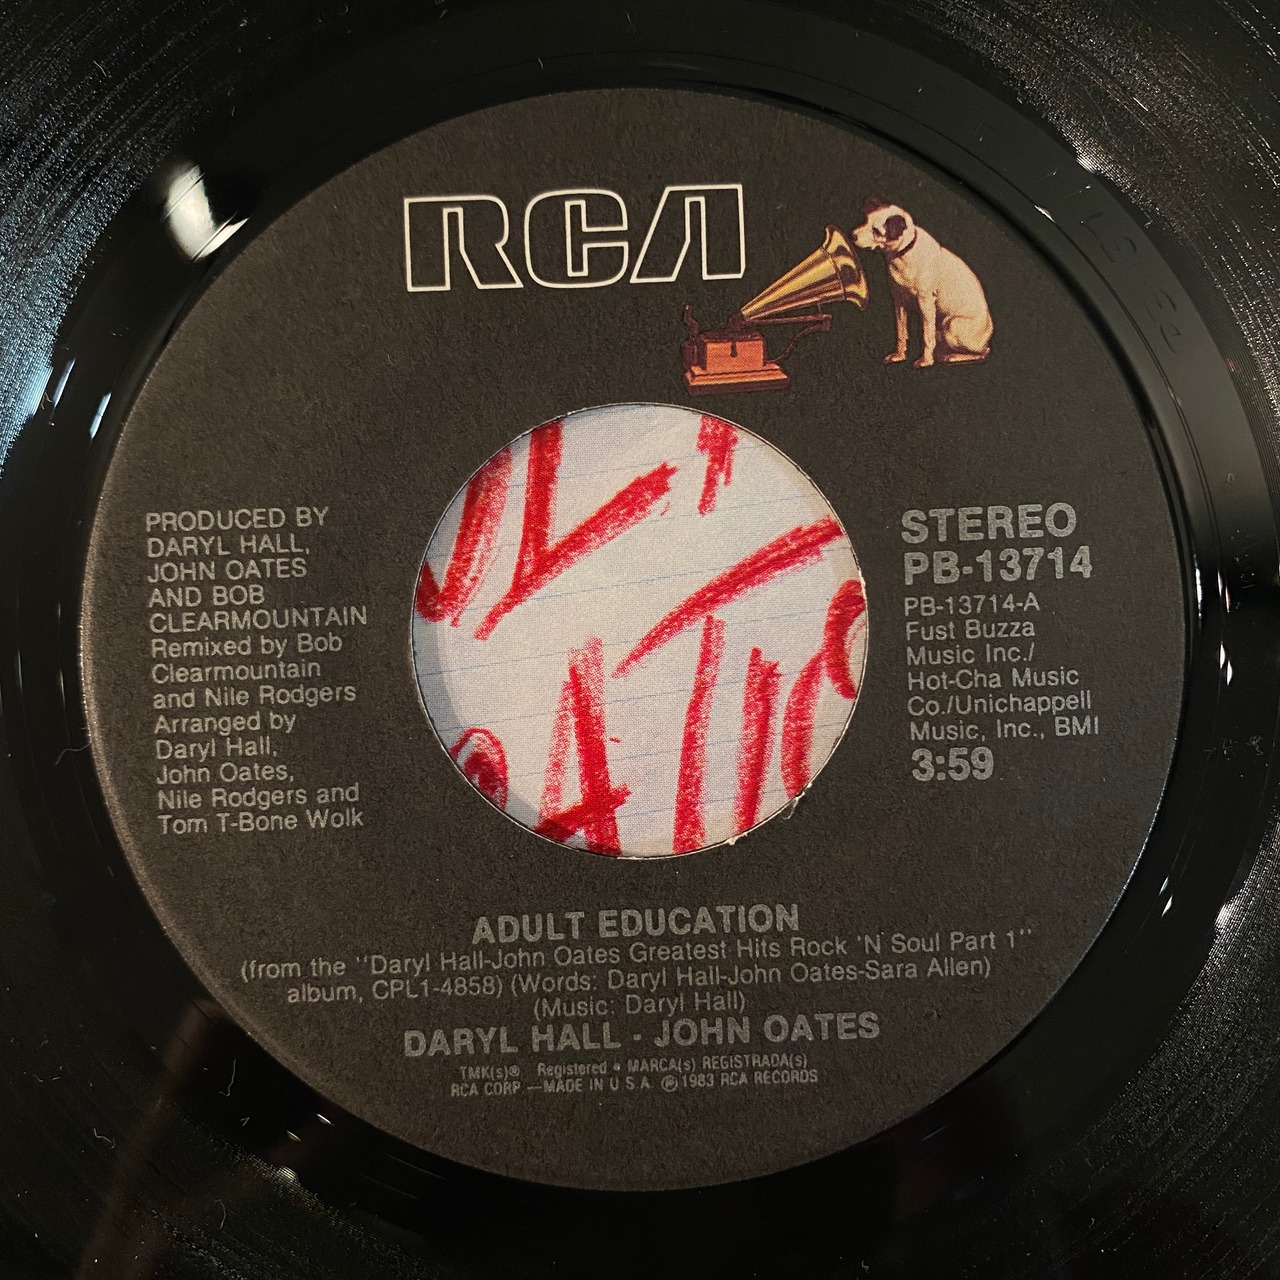 RCA
PRODUCED BY
DARYL HALL,
JOHN OATES
AND BOB
CLEARMOUNTAIN
Remixed by Bob
Clearmountain
and Nile Rodgers
Arranged by
Daryl Hall,
John Oates,
Nile Rodgers and
Tom T-Bone Wolk
STEREO
PB-13714
PB-13714-A
Fust Buzza
Music Inc./
Hot-Cha Music
Co./Unichappell
Music, Inc., BMI
3:59
ADULT EDUCATION
(from the "Daryl Hall-John Oates Greatest Hits Rock 'N Soul Part 1"
album, CPL1-4858) (Words: Daryl Hall-John Oates-Sara Allen)
(Music: Daryl Hall)
DARYL HALL · JOHN OATES
TMK(s)® Registered • MARCA(s) REGISTRADA(s)
RCA CORP.—MADE IN U.S.A. ℗ 1983 RCA RECORDS